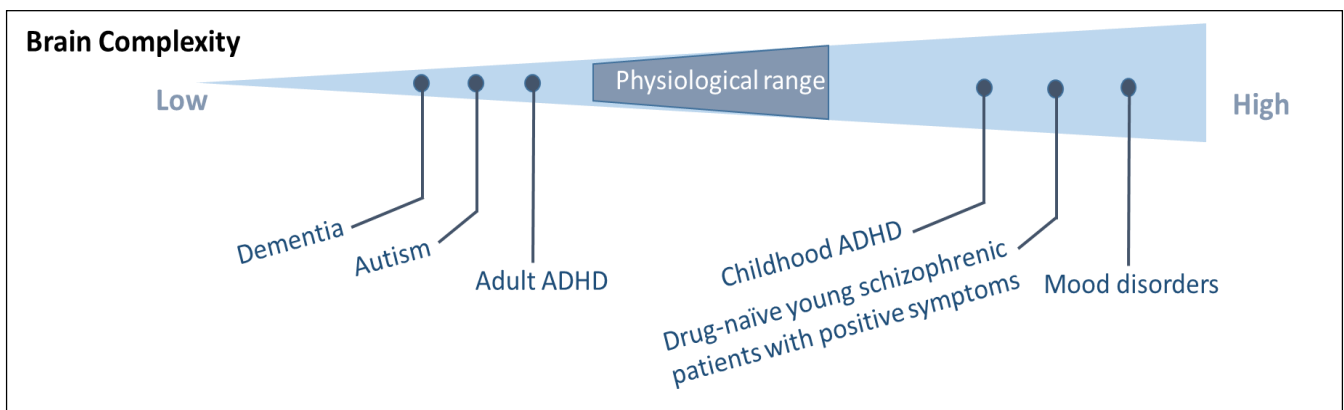 Brain Complexity
Low
Physiological range
High
Dementia
Autism
Adult ADHD
Childhood ADHD
Drug-naïve young schizophrenic
patients with positive symptoms
Mood disorders